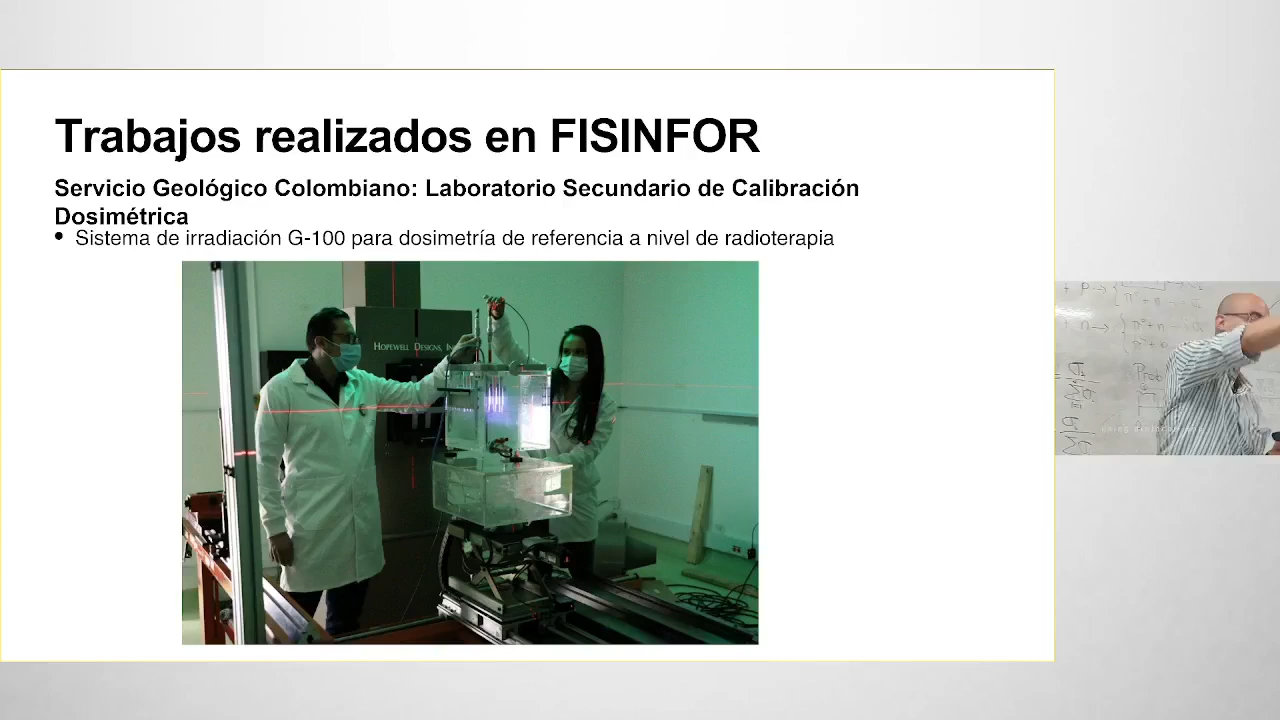 Trabajos realizados en FISINFOR
Servicio Geológico Colombiano: Laboratorio Secundario de Calibración
Dosimétrica
• Sistema de irradiación G-100 para dosimetría de referencia a nivel de radioterapia
HOPEWELL DESIGNS, IN